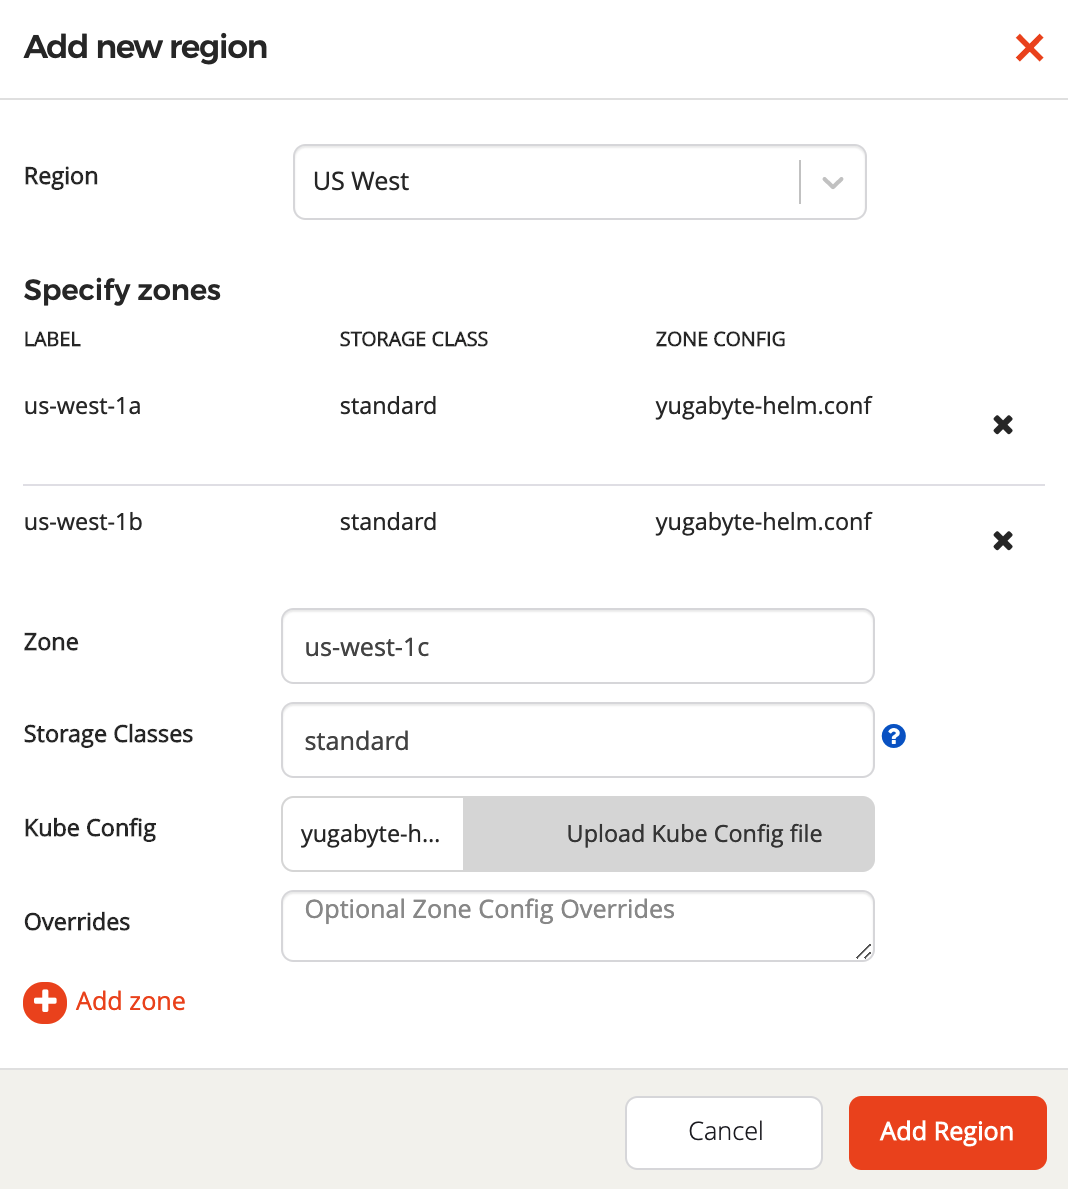 Add new region
Region
US West
Specify zones
LABEL STORAGE CLASS ZONE CONFIG
us-west-1a standard yugabyte-helm.conf
us-west-1b standard yugabyte-helm.conf
Zone us-west-1c
Storage Classes standard ?
Kube Config yugabyte-h... Upload Kube Config file
Overrides Optional Zone Config Overrides
Add zone
Cancel Add Region